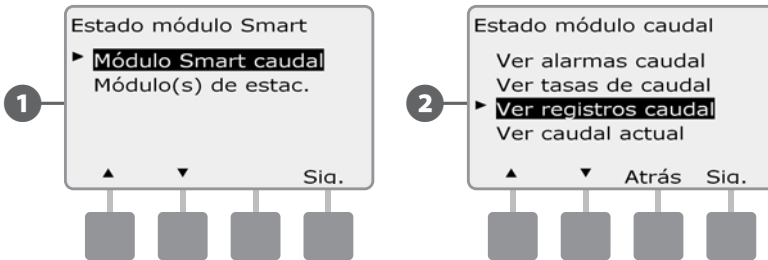 Estado módulo Smart
Módulo Smart caudal
Módulo(s) de estac.
Sig.
1
Estado módulo caudal
Ver alarmas caudal
Ver tasas de caudal
Ver registros caudal
Ver caudal actual
Atrás Sig.
2